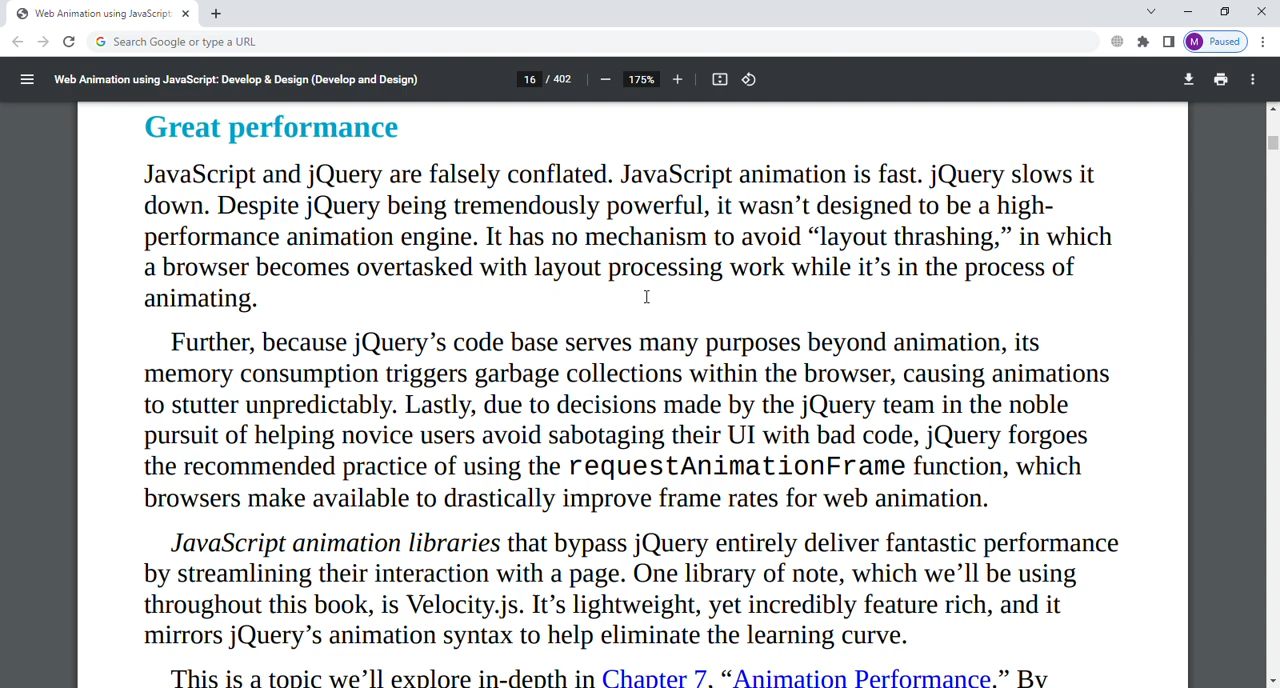 Web Animation using JavaScript:
Search Google or type a URL
M Paused
Web Animation using JavaScript: Develop & Design (Develop and Design)
16 / 402
175%
Great performance
JavaScript and jQuery are falsely conflated. JavaScript animation is fast. jQuery slows it
down. Despite jQuery being tremendously powerful, it wasn’t designed to be a high-
performance animation engine. It has no mechanism to avoid “layout thrashing,” in which
a browser becomes overtasked with layout processing work while it’s in the process of
animating.
Further, because jQuery’s code base serves many purposes beyond animation, its
memory consumption triggers garbage collections within the browser, causing animations
to stutter unpredictably. Lastly, due to decisions made by the jQuery team in the noble
pursuit of helping novice users avoid sabotaging their UI with bad code, jQuery forgoes
the recommended practice of using the requestAnimationFrame function, which
browsers make available to drastically improve frame rates for web animation.
JavaScript animation libraries that bypass jQuery entirely deliver fantastic performance
by streamlining their interaction with a page. One library of note, which we’ll be using
throughout this book, is Velocity.js. It’s lightweight, yet incredibly feature rich, and it
mirrors jQuery’s animation syntax to help eliminate the learning curve.
This is a topic we’ll explore in-depth in Chapter 7, “Animation Performance.” By